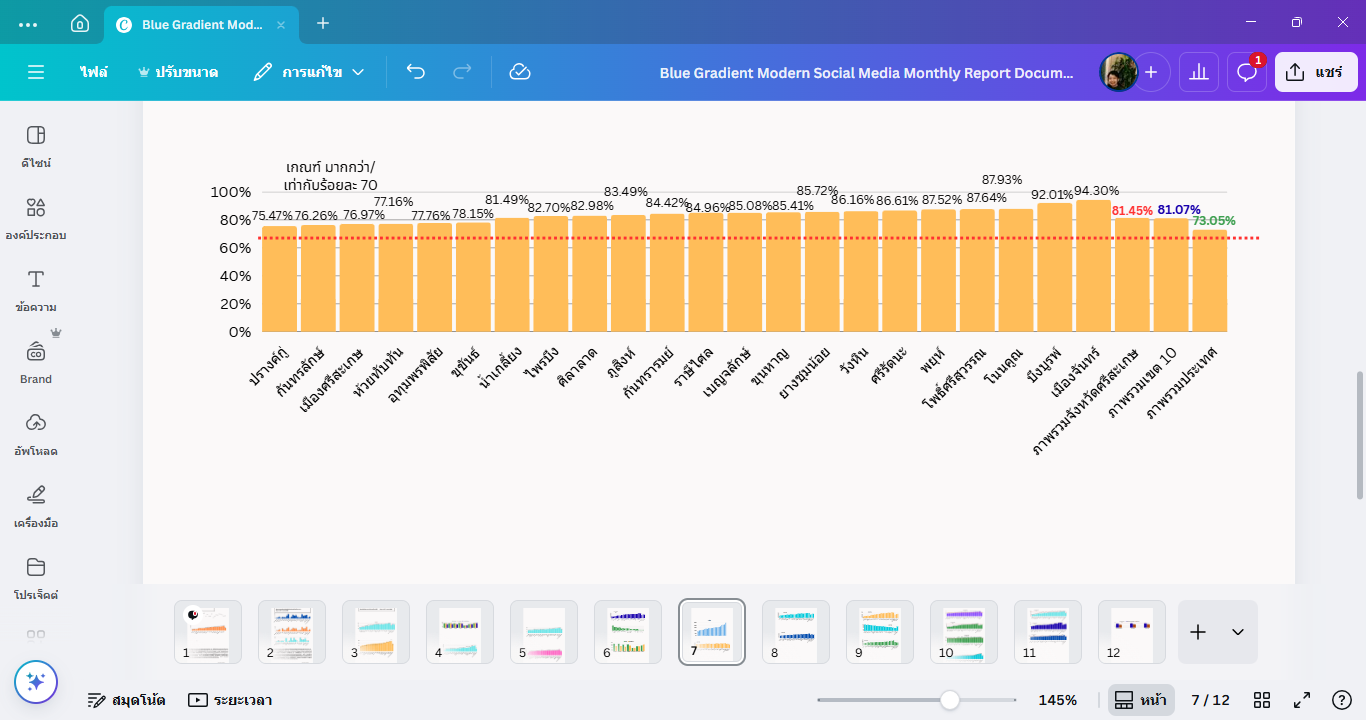 Blue Gradient Mod...
ไฟล์
ปรับขนาด
การแก้ไข
Blue Gradient Modern Social Media Monthly Report Docum...
1
แชร์
ดีไซน์
องค์ประกอบ
ข้อความ
Brand
อัพโหลด
เครื่องมือ
โปรเจ็คต์
เกณฑ์ มากกว่า/
เท่ากับร้อยละ 70
100%
80%
60%
40%
20%
0%
75.47%
76.26%
76.97%
77.16%
77.76%
78.15%
81.49%
82.70%
82.98%
83.49%
84.42%
84.96%
85.08%
85.41%
85.72%
86.16%
86.61%
87.52%
87.64%
87.93%
92.01%
94.30%
81.45%
81.07%
73.05%
ปรางค์กู่
กันทรลักษ์
เมืองศรีสะเกษ
ห้วยทับทัน
อุทุมพรพิสัย
ขุขันธ์
น้ำเกลี้ยง
ไพรบึง
ศิลาลาด
ภูสิงห์
กันทรารมย์
ราษีไศล
เบญจลักษ์
ขุนหาญ
ยางชุมน้อย
วังหิน
ศรีรัตนะ
พยุห์
โพธิ์ศรีสุวรรณ
โนนคูณ
บึงบูรพ์
เมืองจันทร์
ภาพรวมจังหวัดศรีสะเกษ
ภาพรวมเขต 10
ภาพรวมประเทศ
1
2
3
4
5
6
7
8
9
10
11
12
สมุดโน้ต
ระยะเวลา
145%
หน้า
7 / 12